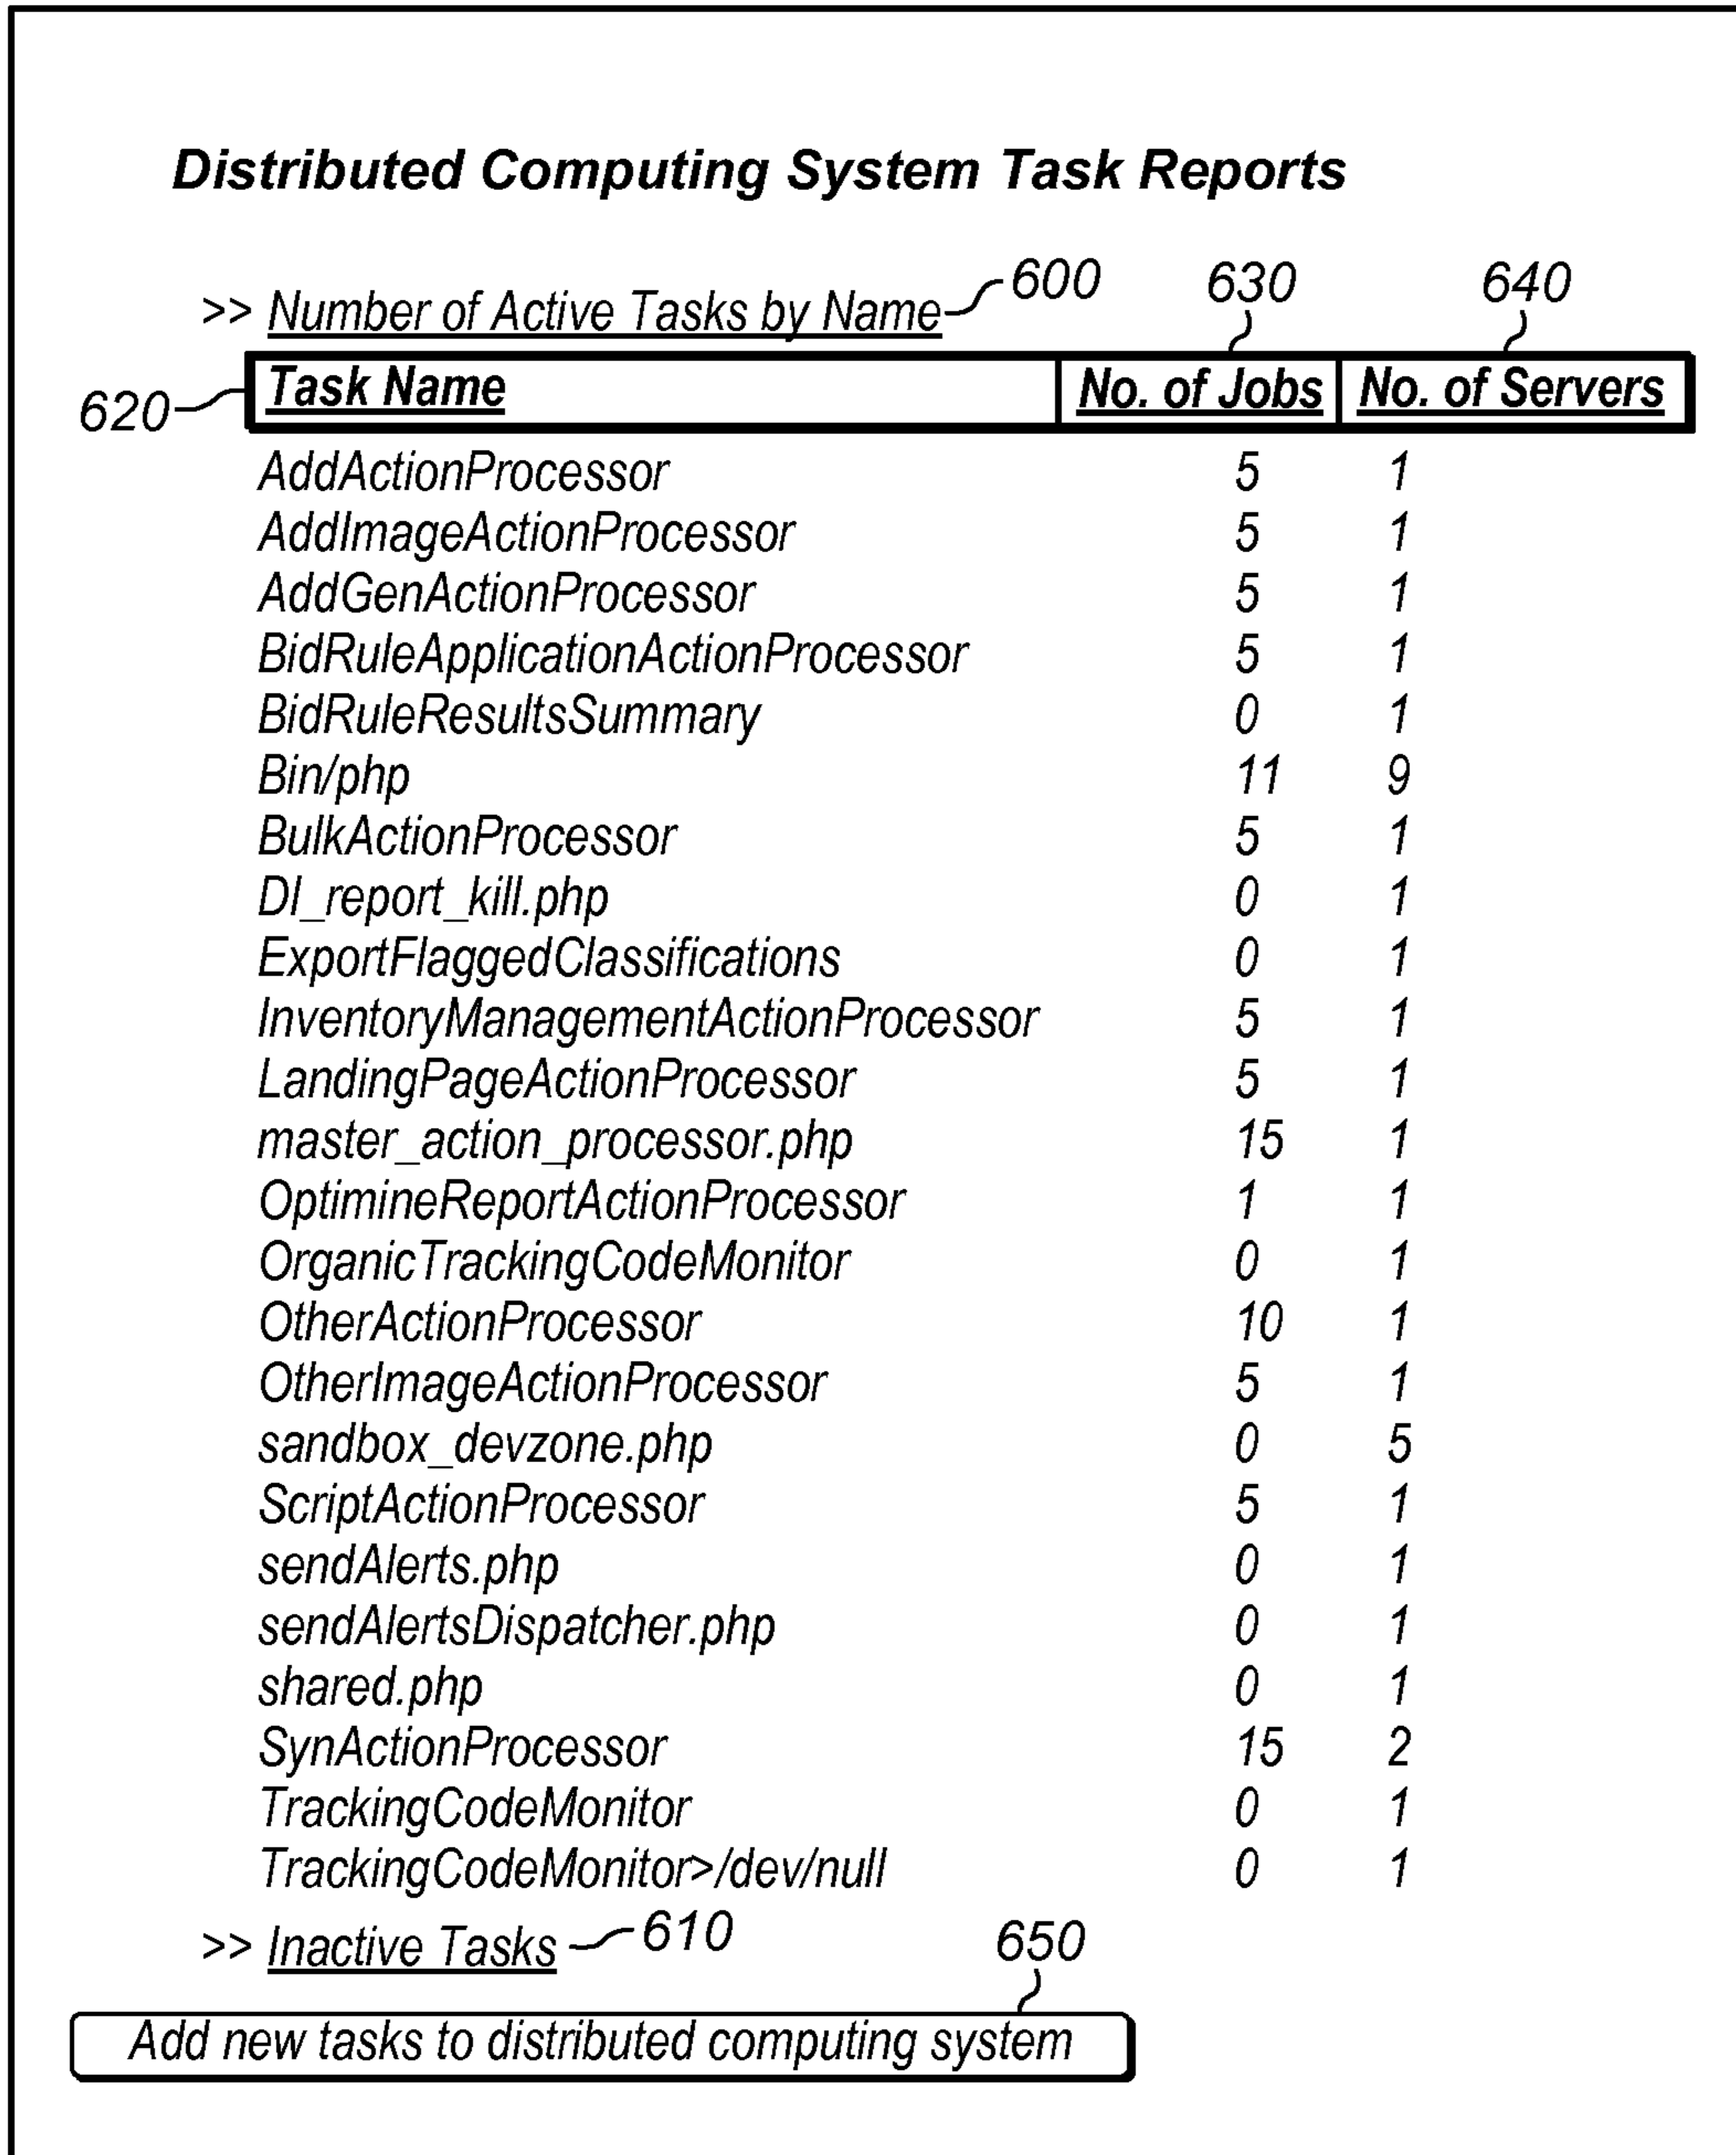 Distributed Computing System Task Reports
>> Number of Active Tasks by Name 600 630 640
620 Task Name No. of Jobs No. of Servers
AddActionProcessor 5 1
AddImageActionProcessor 5 1
AddGenActionProcessor 5 1
BidRuleApplicationActionProcessor 5 1
BidRuleResultsSummary 0 1
Bin/php 11 9
BulkActionProcessor 5 1
DI_report_kill.php 0 1
ExportFlaggedClassifications 0 1
InventoryManagementActionProcessor 5 1
LandingPageActionProcessor 5 1
master_action_processor.php 15 1
OptimineReportActionProcessor 1 1
OrganicTrackingCodeMonitor 0 1
OtherActionProcessor 10 1
OtherImageActionProcessor 5 1
sandbox_devzone.php 0 5
ScriptActionProcessor 5 1
sendAlerts.php 0 1
sendAlertsDispatcher.php 0 1
shared.php 0 1
SynActionProcessor 15 2
TrackingCodeMonitor 0 1
TrackingCodeMonitor>/dev/null 0 1
>> Inactive Tasks 610 650
Add new tasks to distributed computing system